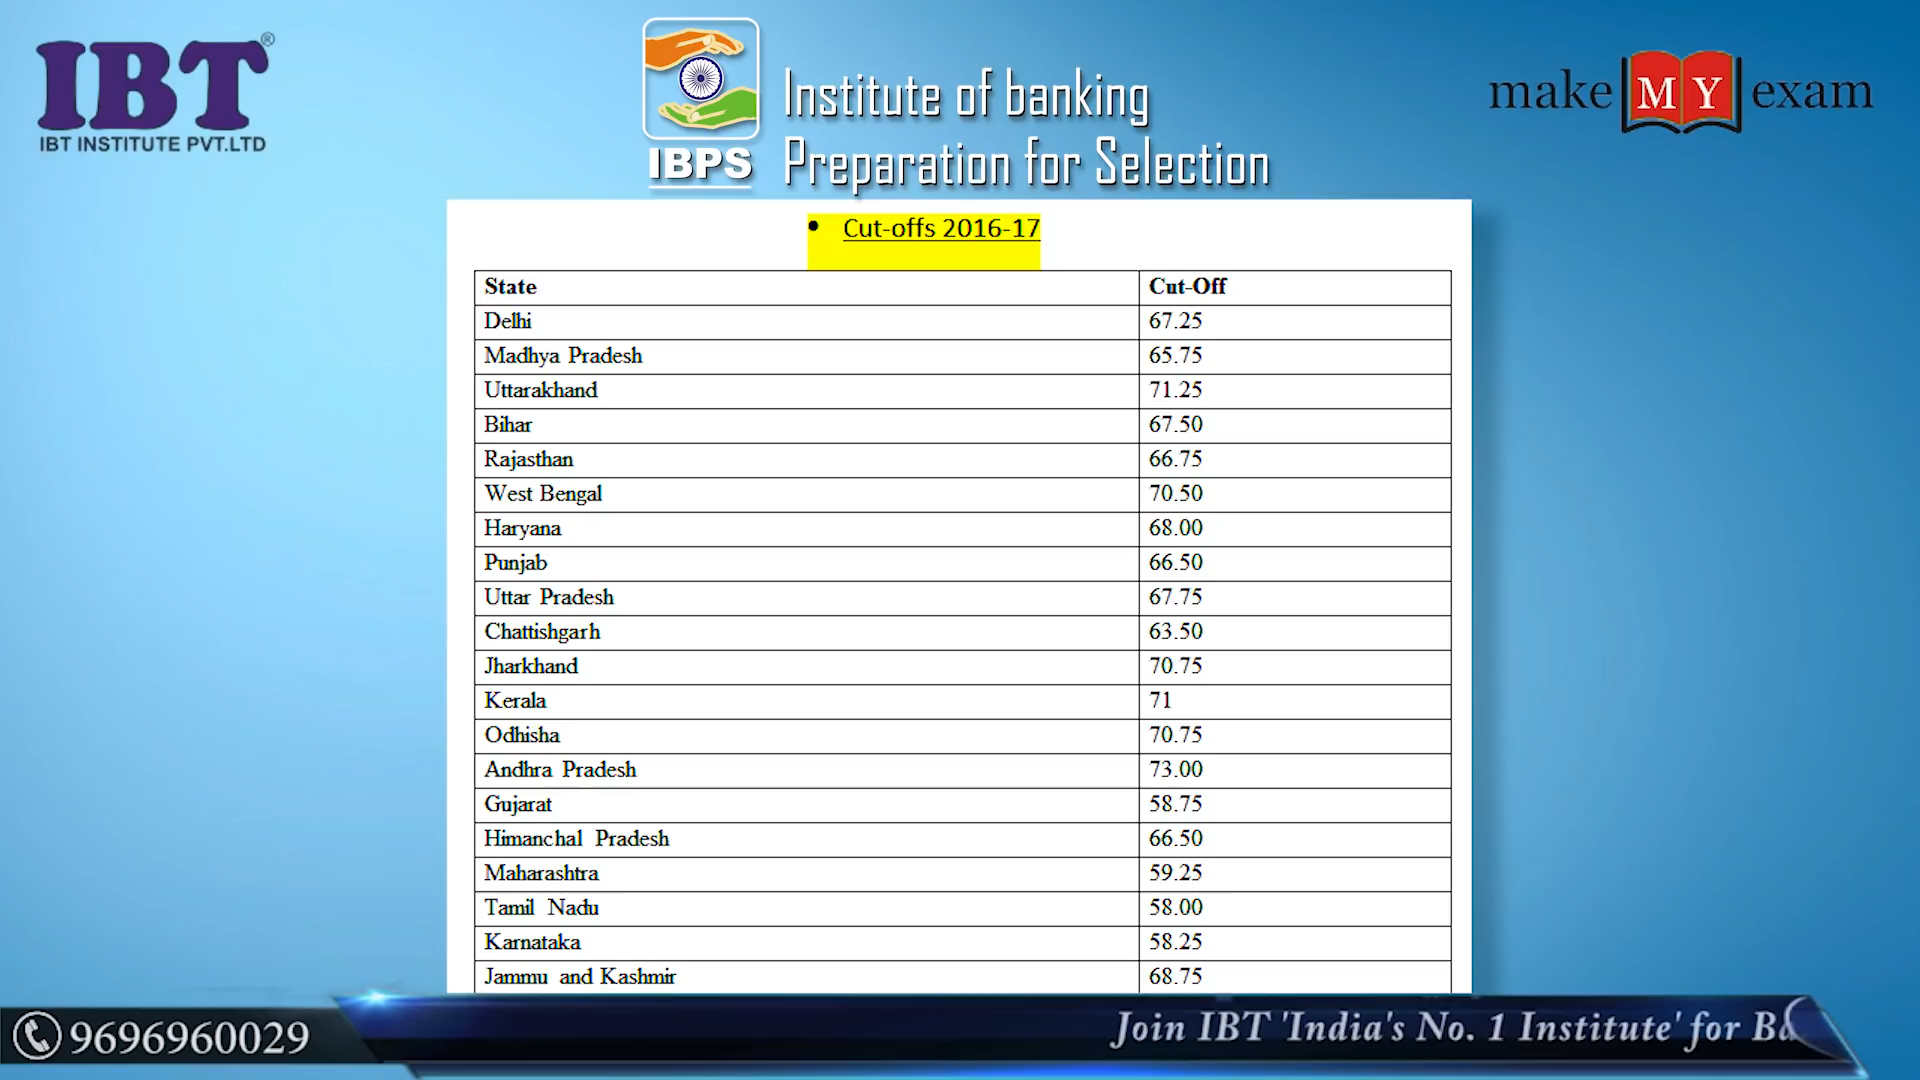 IBT®
IBT INSTITUTE PVT.LTD
IBPS
Institute of banking
Preparation for Selection
make MY exam
• Cut-offs 2016-17
State Cut-Off
Delhi 67.25
Madhya Pradesh 65.75
Uttarakhand 71.25
Bihar 67.50
Rajasthan 66.75
West Bengal 70.50
Haryana 68.00
Punjab 66.50
Uttar Pradesh 67.75
Chattishgarh 63.50
Jharkhand 70.75
Kerala 71
Odhisha 70.75
Andhra Pradesh 73.00
Gujarat 58.75
Himanchal Pradesh 66.50
Maharashtra 59.25
Tamil Nadu 58.00
Karnataka 58.25
Jammu and Kashmir 68.75
9696960029
Join IBT 'India's No. 1 Institute' for